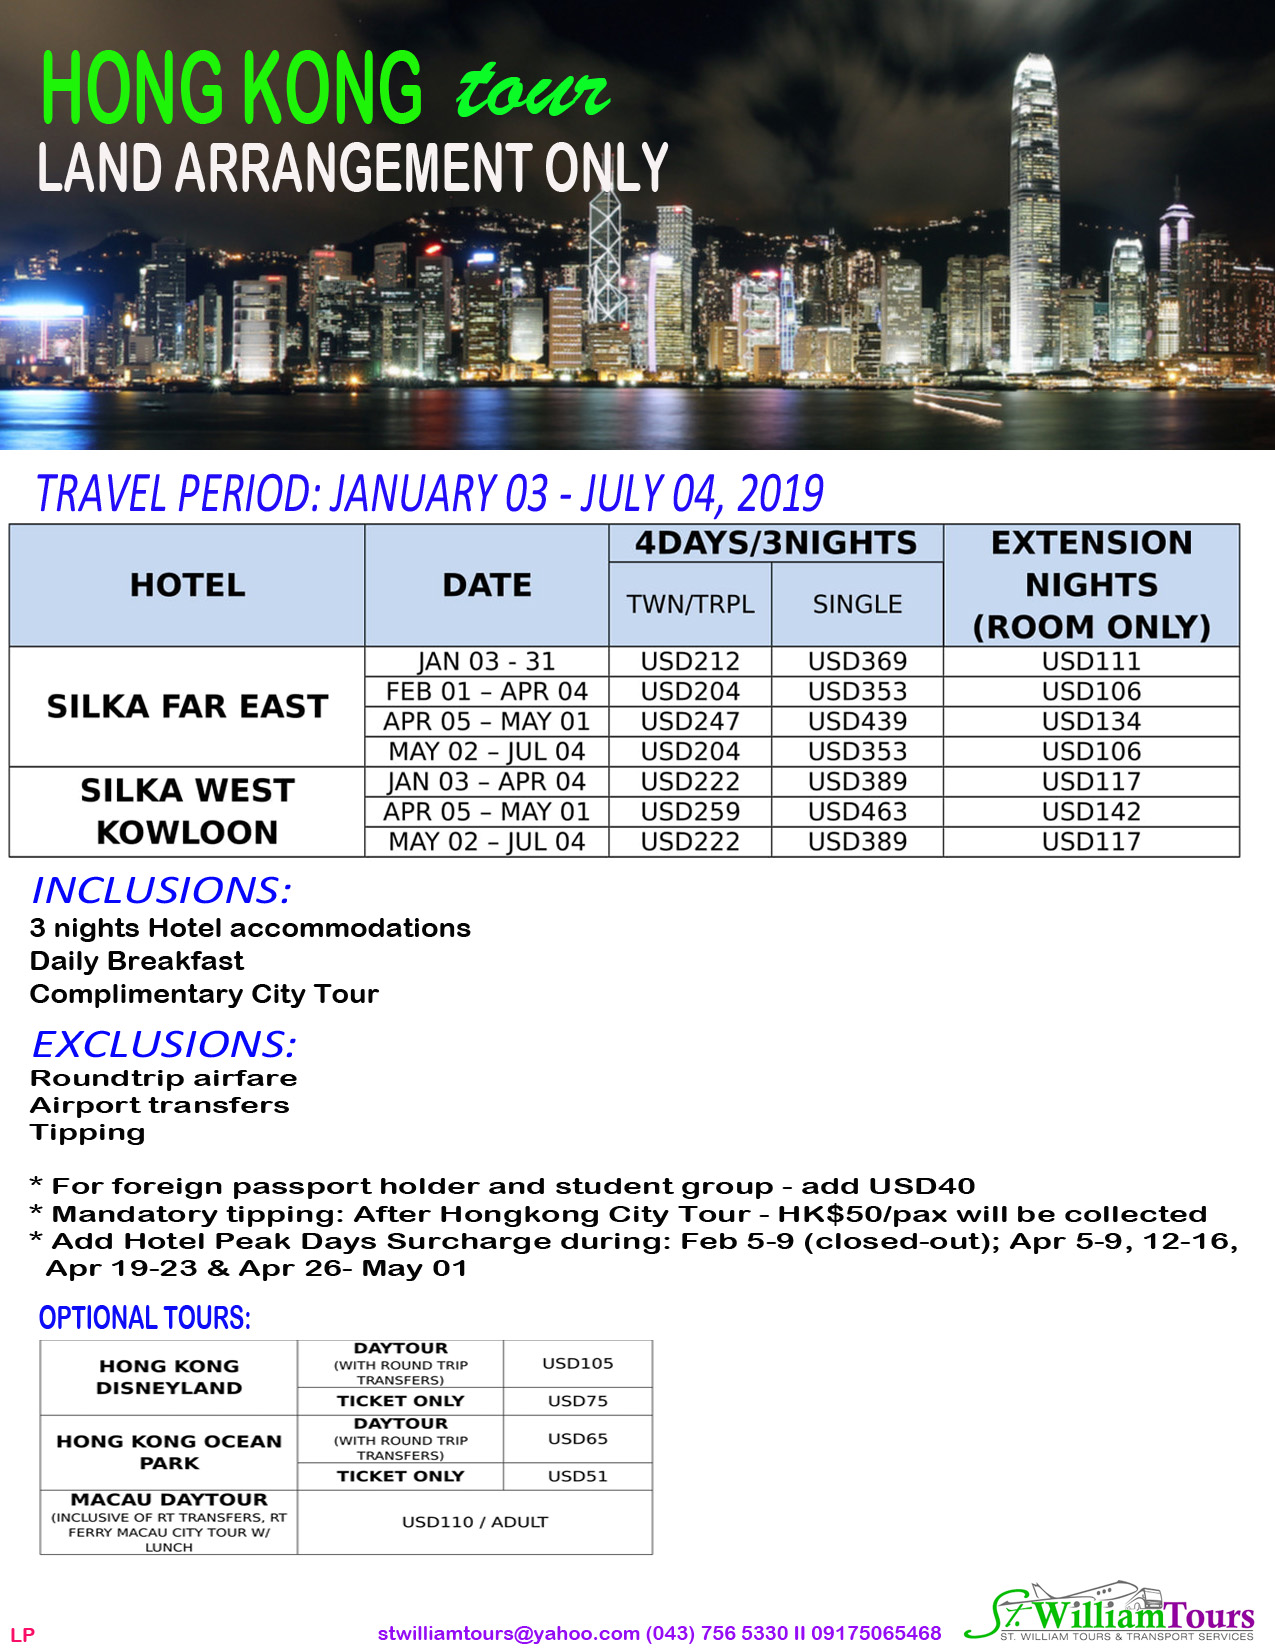 HONG KONG tour
LAND ARRANGEMENT ONLY
TRAVEL PERIOD: JANUARY 03 - JULY 04, 2019
HOTEL DATE 4DAYS/3NIGHTS EXTENSION NIGHTS (ROOM ONLY)
TWN/TRPL SINGLE
SILKA FAR EAST JAN 03 - 31 USD212 USD369 USD111
FEB 01 – APR 04 USD204 USD353 USD106
APR 05 – MAY 01 USD247 USD439 USD134
MAY 02 – JUL 04 USD204 USD353 USD106
SILKA WEST KOWLOON JAN 03 – APR 04 USD222 USD389 USD117
APR 05 – MAY 01 USD259 USD463 USD142
MAY 02 – JUL 04 USD222 USD389 USD117
INCLUSIONS:
3 nights Hotel accommodations
Daily Breakfast
Complimentary City Tour
EXCLUSIONS:
Roundtrip airfare
Airport transfers
Tipping
* For foreign passport holder and student group - add USD40
* Mandatory tipping: After Hongkong City Tour - HK$50/pax will be collected
* Add Hotel Peak Days Surcharge during: Feb 5-9 (closed-out); Apr 5-9, 12-16,
Apr 19-23 & Apr 26- May 01
OPTIONAL TOURS:
HONG KONG
DISNEYLAND
DAYTOUR
(WITH ROUND TRIP
TRANSFERS)
USD105
TICKET ONLY USD75
HONG KONG OCEAN
PARK
DAYTOUR
(WITH ROUND TRIP
TRANSFERS)
USD65
TICKET ONLY USD51
MACAU DAYTOUR
(INCLUSIVE OF RT TRANSFERS, RT
FERRY MACAU CITY TOUR W/
LUNCH
USD110 / ADULT
LP
stwilliamtours@yahoo.com (043) 756 5330 II 09175065468
St. WilliamTours
ST. WILLIAM TOURS & TRANSPORT SERVICES